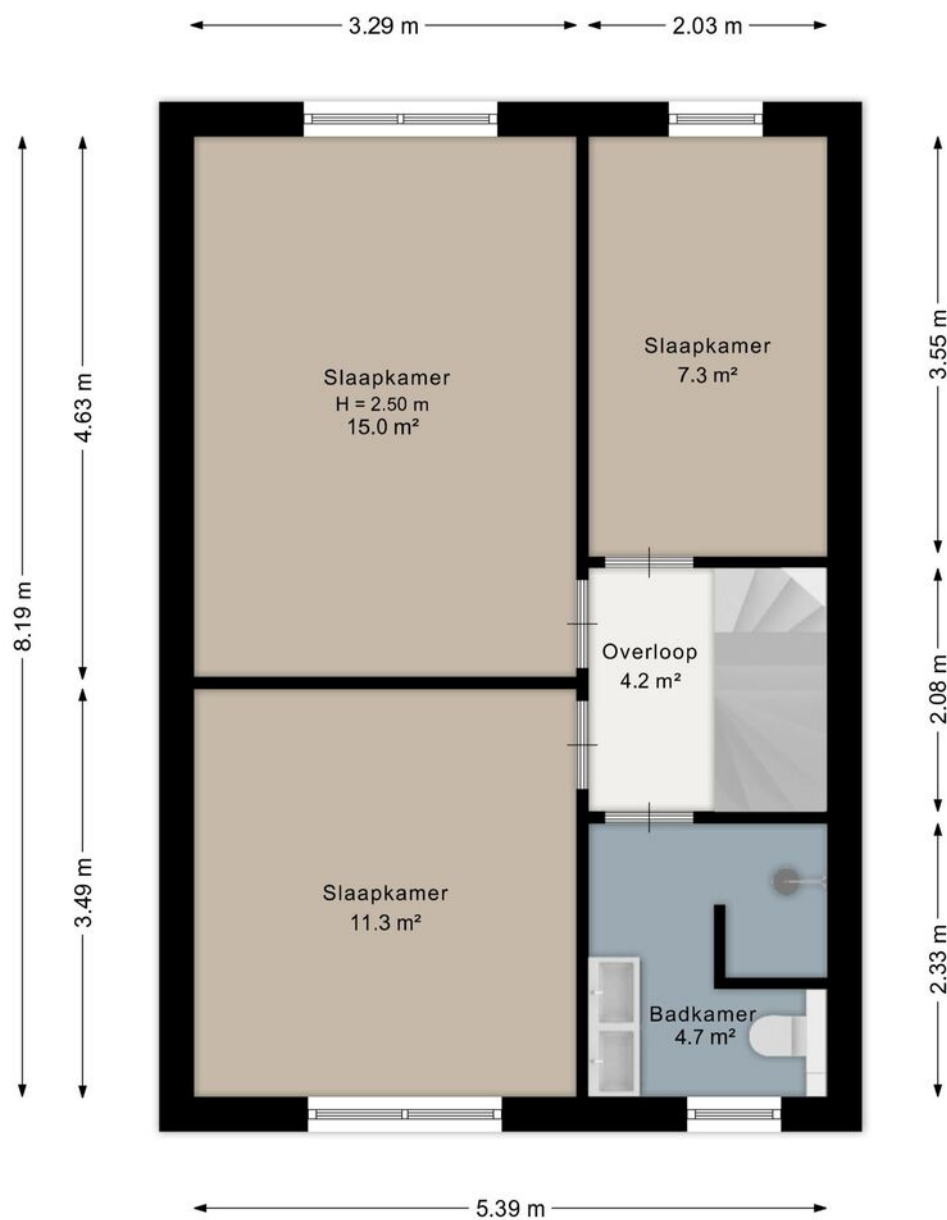 3.29 m
2.03 m
8.19 m
4.63 m
3.49 m
Slaapkamer
H = 2.50 m
15.0 m²
Slaapkamer
7.3 m²
3.55 m
Overloop
4.2 m²
2.08 m
Slaapkamer
11.3 m²
Badkamer
4.7 m²
2.33 m
5.39 m